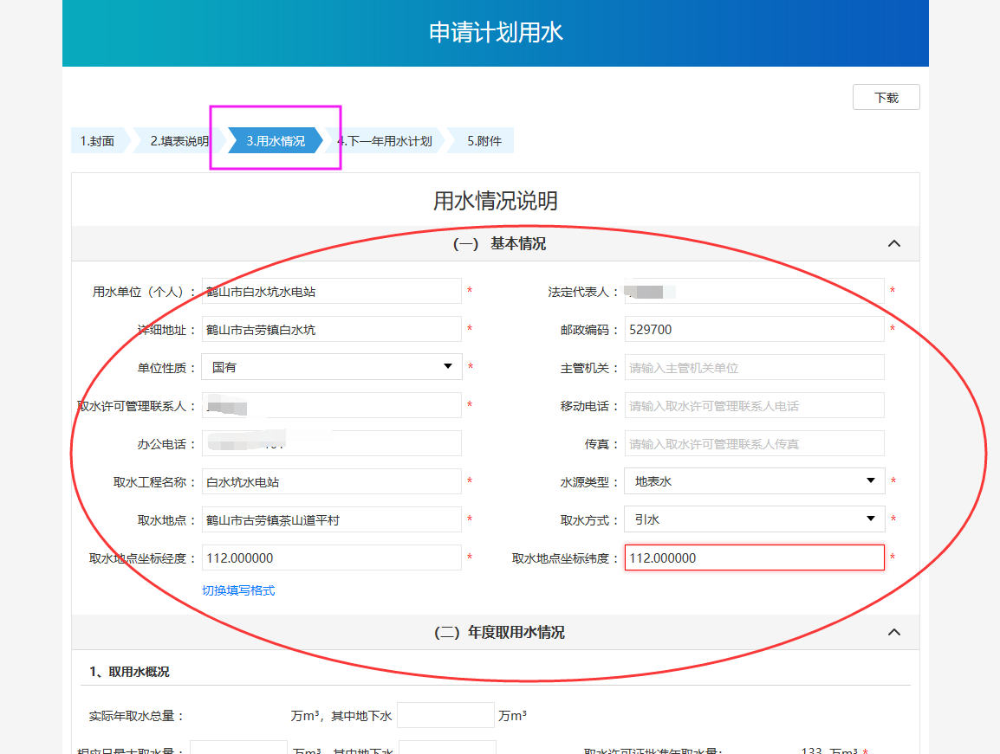 申请计划用水
下载
1.封面 2.填表说明 3.用水情况 4.下一年用水计划 5.附件
用水情况说明
(一) 基本情况
用水单位（个人）： 鹤山市白水坑水电站 * 法定代表人： *
详细地址： 鹤山市古劳镇白水坑 * 邮政编码： 529700 *
单位性质： 国有 * 主管机关： 请输入主管机关单位
取水许可管理联系人： * 移动电话： 请输入取水许可管理联系人电话
办公电话： 传真： 请输入取水许可管理联系人传真
取水工程名称： 白水坑水电站 * 水源类型： 地表水 *
取水地点： 鹤山市古劳镇茶山道平村 * 取水方式： 引水 *
取水地点坐标经度： 112.000000 * 取水地点坐标纬度： 112.000000 *
切换填写格式
(二) 年度取用水情况
1、取用水概况
实际年取水总量： 万m³，其中地下水 万m³
相应日最大取水量： 万m³，其中地下水 取水许可证批准年取水量： 133 万m³ *